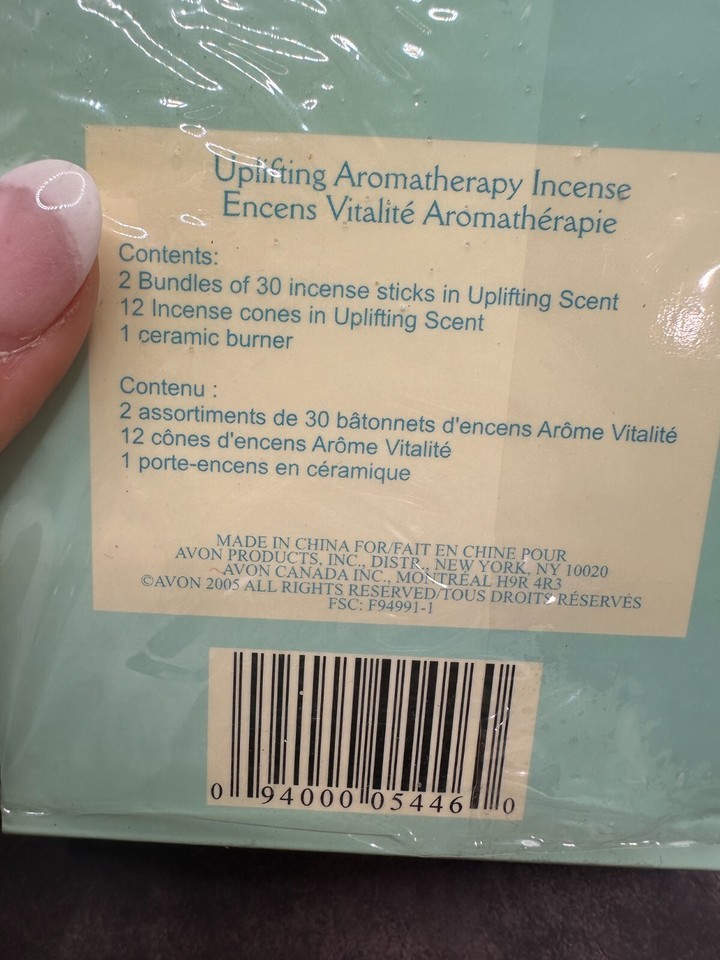 Uplifting Aromatherapy Incense
Encens Vitalité Aromathérapie
Contents:
2 Bundles of 30 incense sticks in Uplifting Scent
12 Incense cones in Uplifting Scent
1 ceramic burner
Contenu :
2 assortiments de 30 bâtonnets d'encens Arôme Vitalité
12 cônes d'encens Arôme Vitalité
1 porte-encens en céramique
MADE IN CHINA FOR/FAIT EN CHINE POUR
AVON PRODUCTS, INC., DISTR., NEW YORK, NY 10020
AVON CANADA INC., MONTRÉAL H9R 4R3
©AVON 2005 ALL RIGHTS RESERVED/TOUS DROITS RÉSERVÉS
FSC: F94991-1
0 94000 05446 0